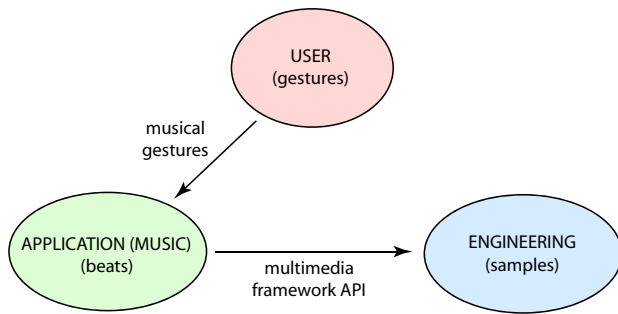 USER
(gestures)
musical
gestures
APPLICATION (MUSIC)
(beats)
multimedia
framework API
ENGINEERING
(samples)